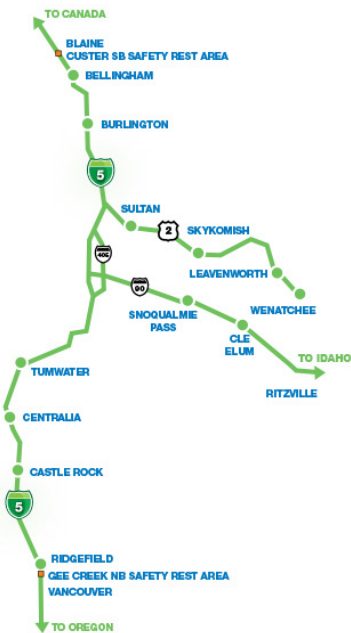 TO CANADA
BLAINE
CUSTER SB SAFETY REST AREA
BELLINGHAM
BURLINGTON
5
SULTAN
2
SKYKOMISH
405
LEAVENWORTH
90
WENATCHEE
SNOQUALMIE
PASS
CLE
ELUM
TO IDAHO
TUMWATER
RITZVILLE
CENTRALIA
CASTLE ROCK
5
RIDGEFIELD
GEE CREEK NB SAFETY REST AREA
VANCOUVER
TO OREGON